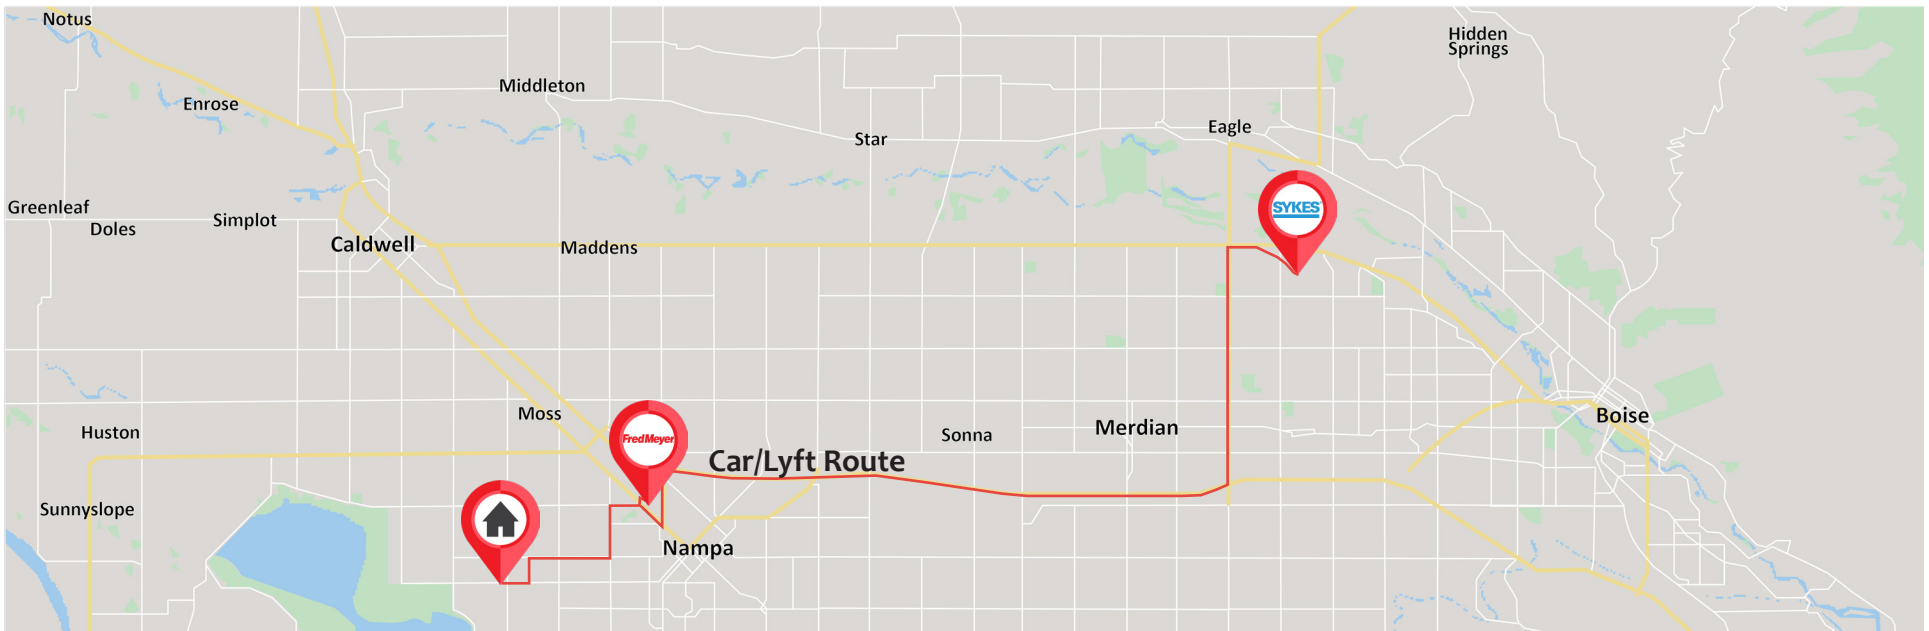 Notus
Hidden
Springs
Middleton
Enrose
Eagle
Star
Greenleaf
Doles
Simplot
SYKES
Caldwell
Maddens
Moss
Boise
Huston
FredMeyer
Sonna
Merdian
Car/Lyft Route
Sunnyslope
Nampa